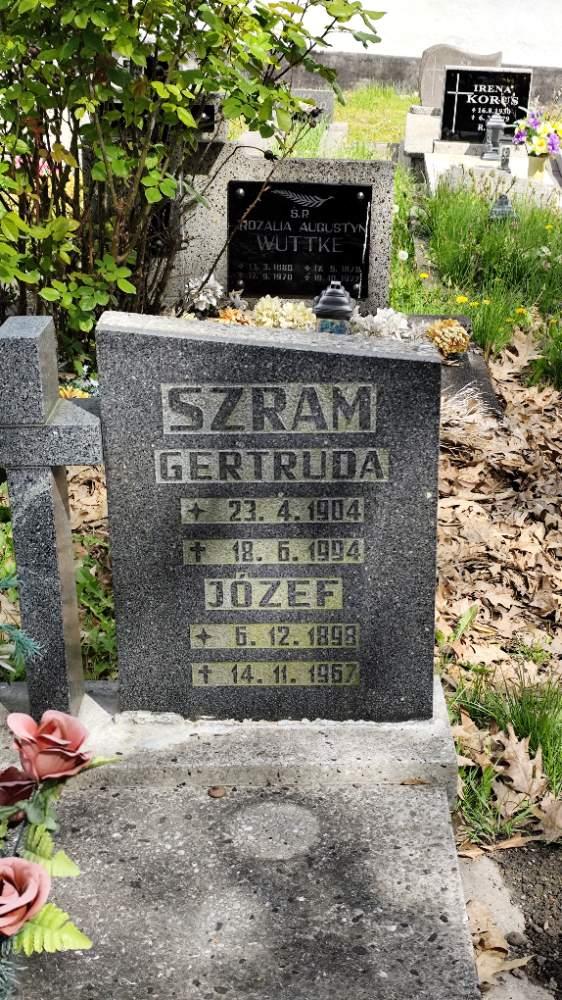 IRENA
KORUS
S.P.
ROZALIA AUGUSTYN
WUTTKE
SZRAM
GERTRUDA
23. 4. 1904
18. 6. 1994
JÓZEF
6. 12. 1898
14. 11. 1967